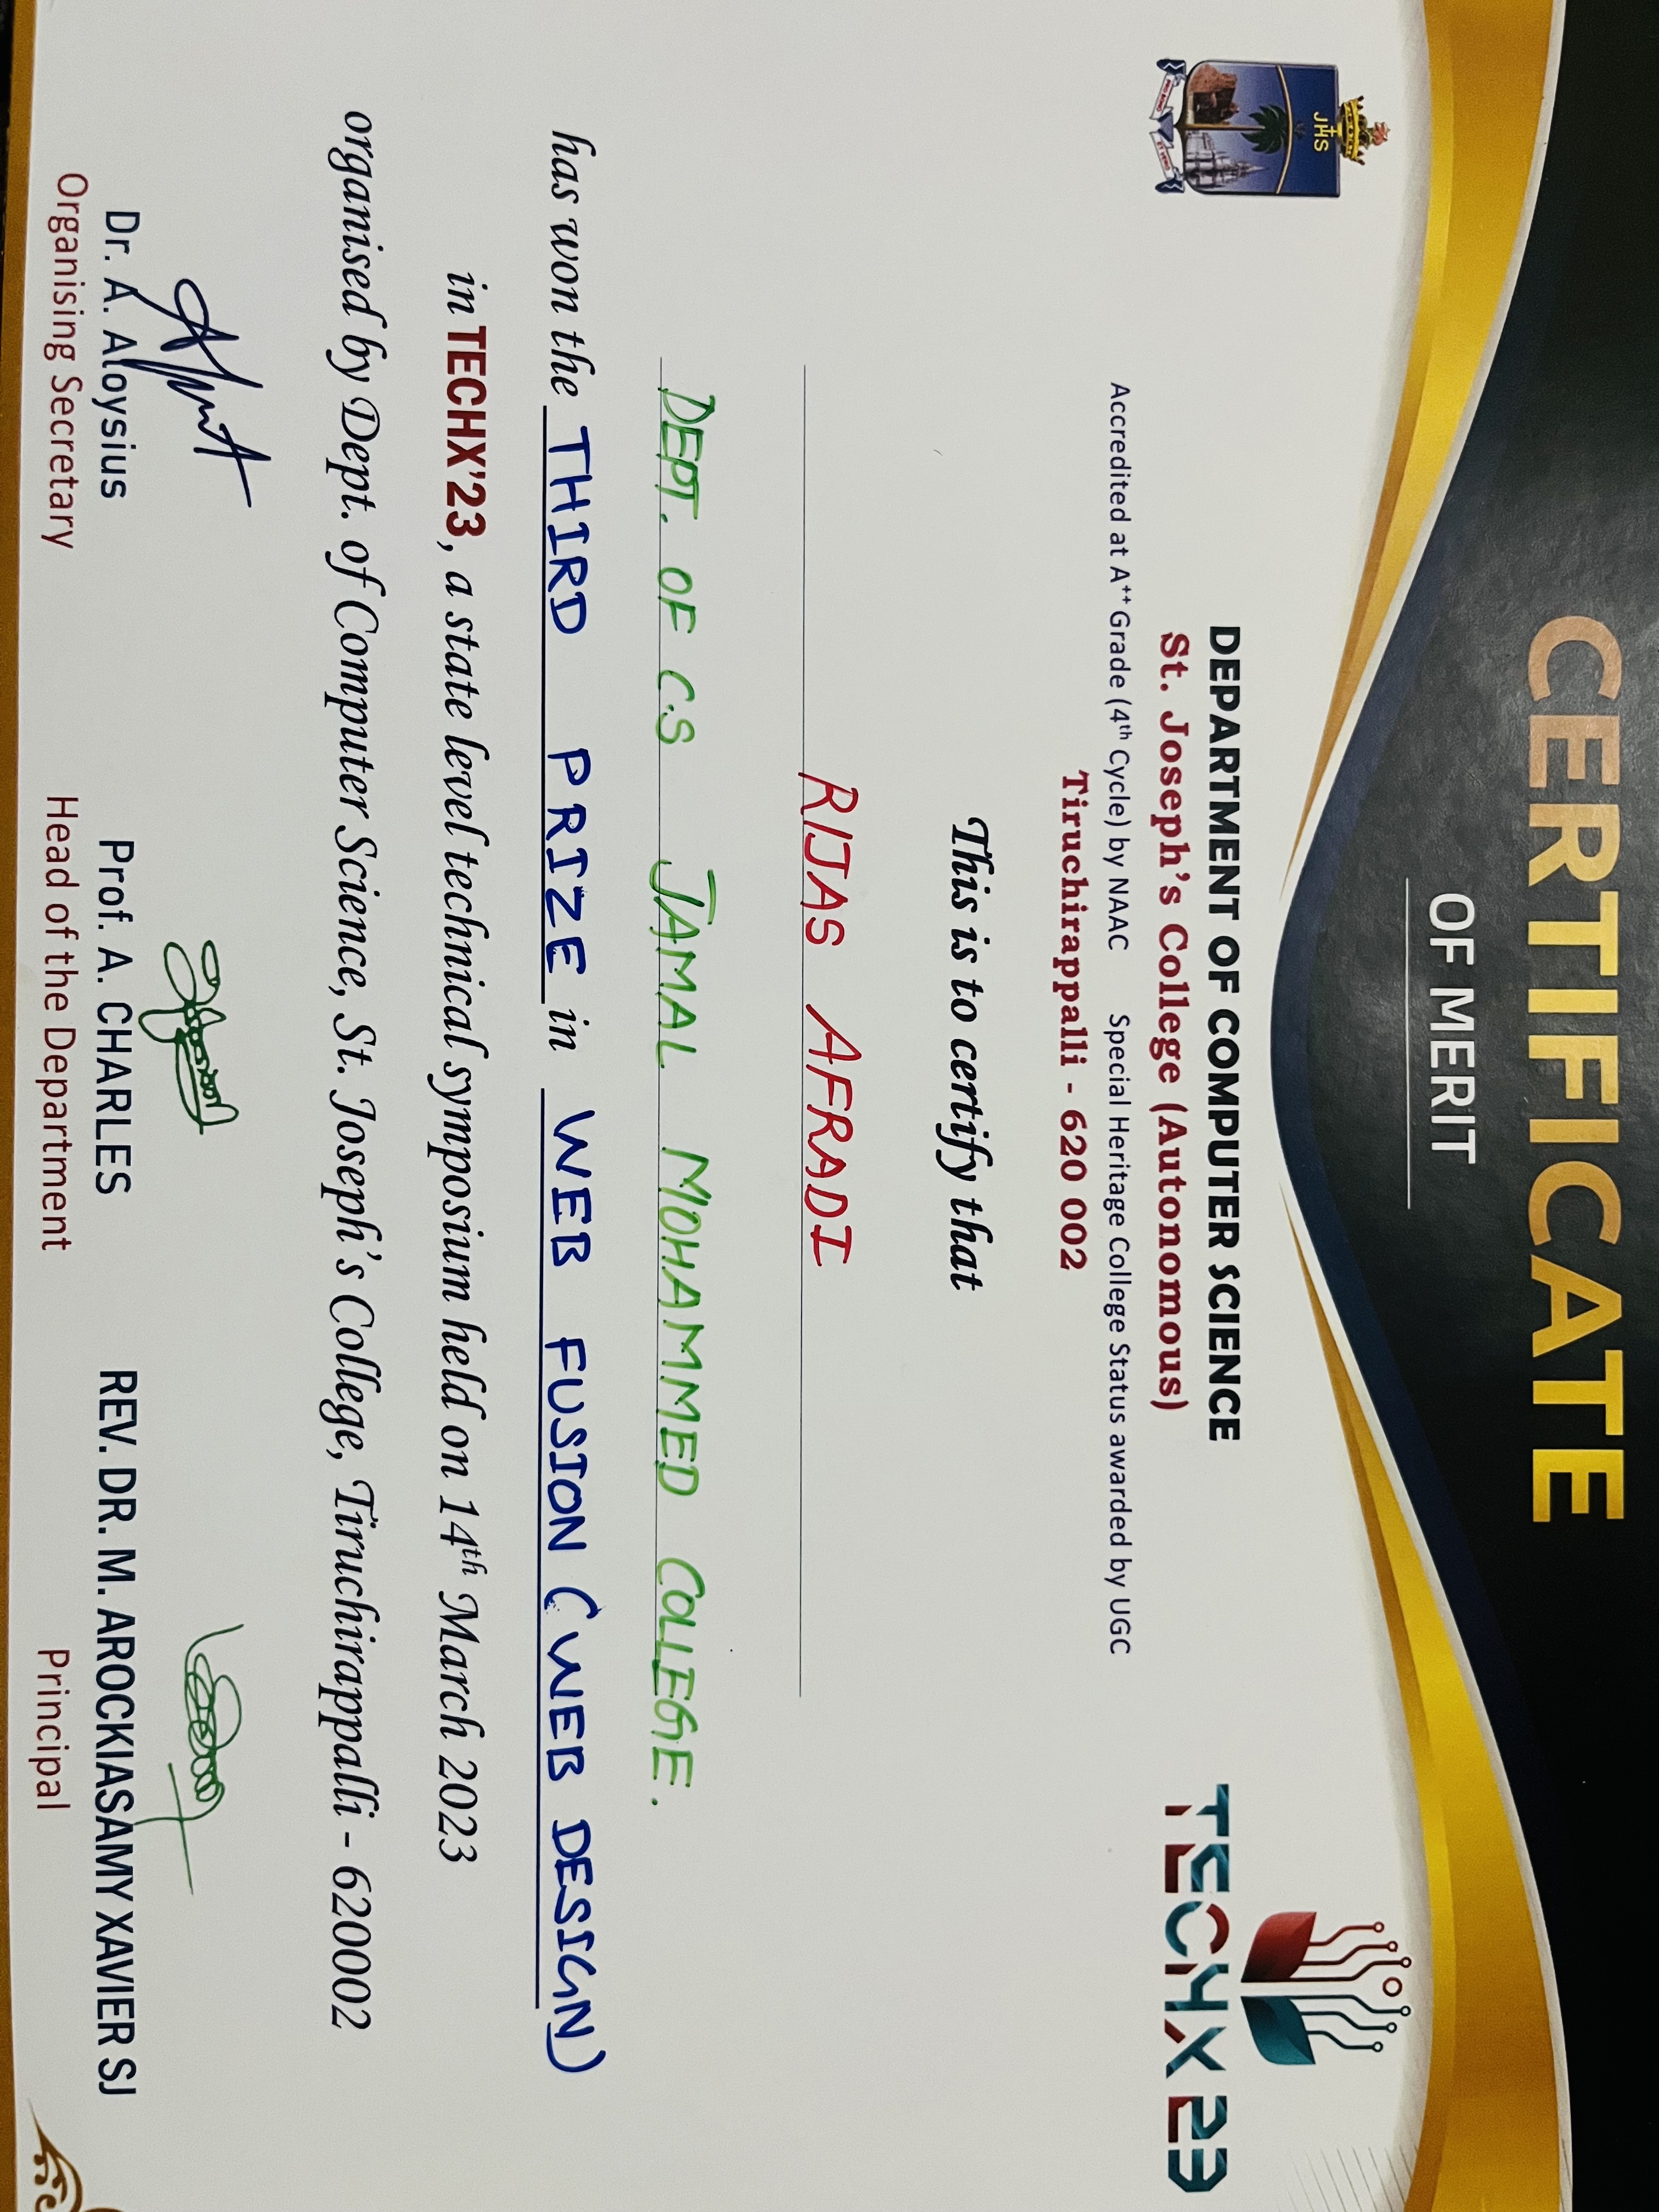 CERTIFICATE
OF MERIT
JHS
TECHX 23
DEPARTMENT OF COMPUTER SCIENCE
St. Joseph's College (Autonomous)
Accredited at A++ Grade (4th Cycle) by NAAC Special Heritage College Status awarded by UGC
Tiruchirappalli - 620 002
This is to certify that
RIJAS AFRADI
DEPT. OF C.S JAMAL MOHAMMED COLLEGE.
has won the THIRD PRIZE in WEB FUSION (WEB DESIGN)
in TECHX'23, a state level technical symposium held on 14th March 2023
organised by Dept. of Computer Science, St. Joseph's College, Tiruchirappalli - 620002
Dr. A. Aloysius Prof. A. CHARLES REV. DR. M. AROCKIASAMY XAVIER SJ
Organising Secretary Head of the Department Principal